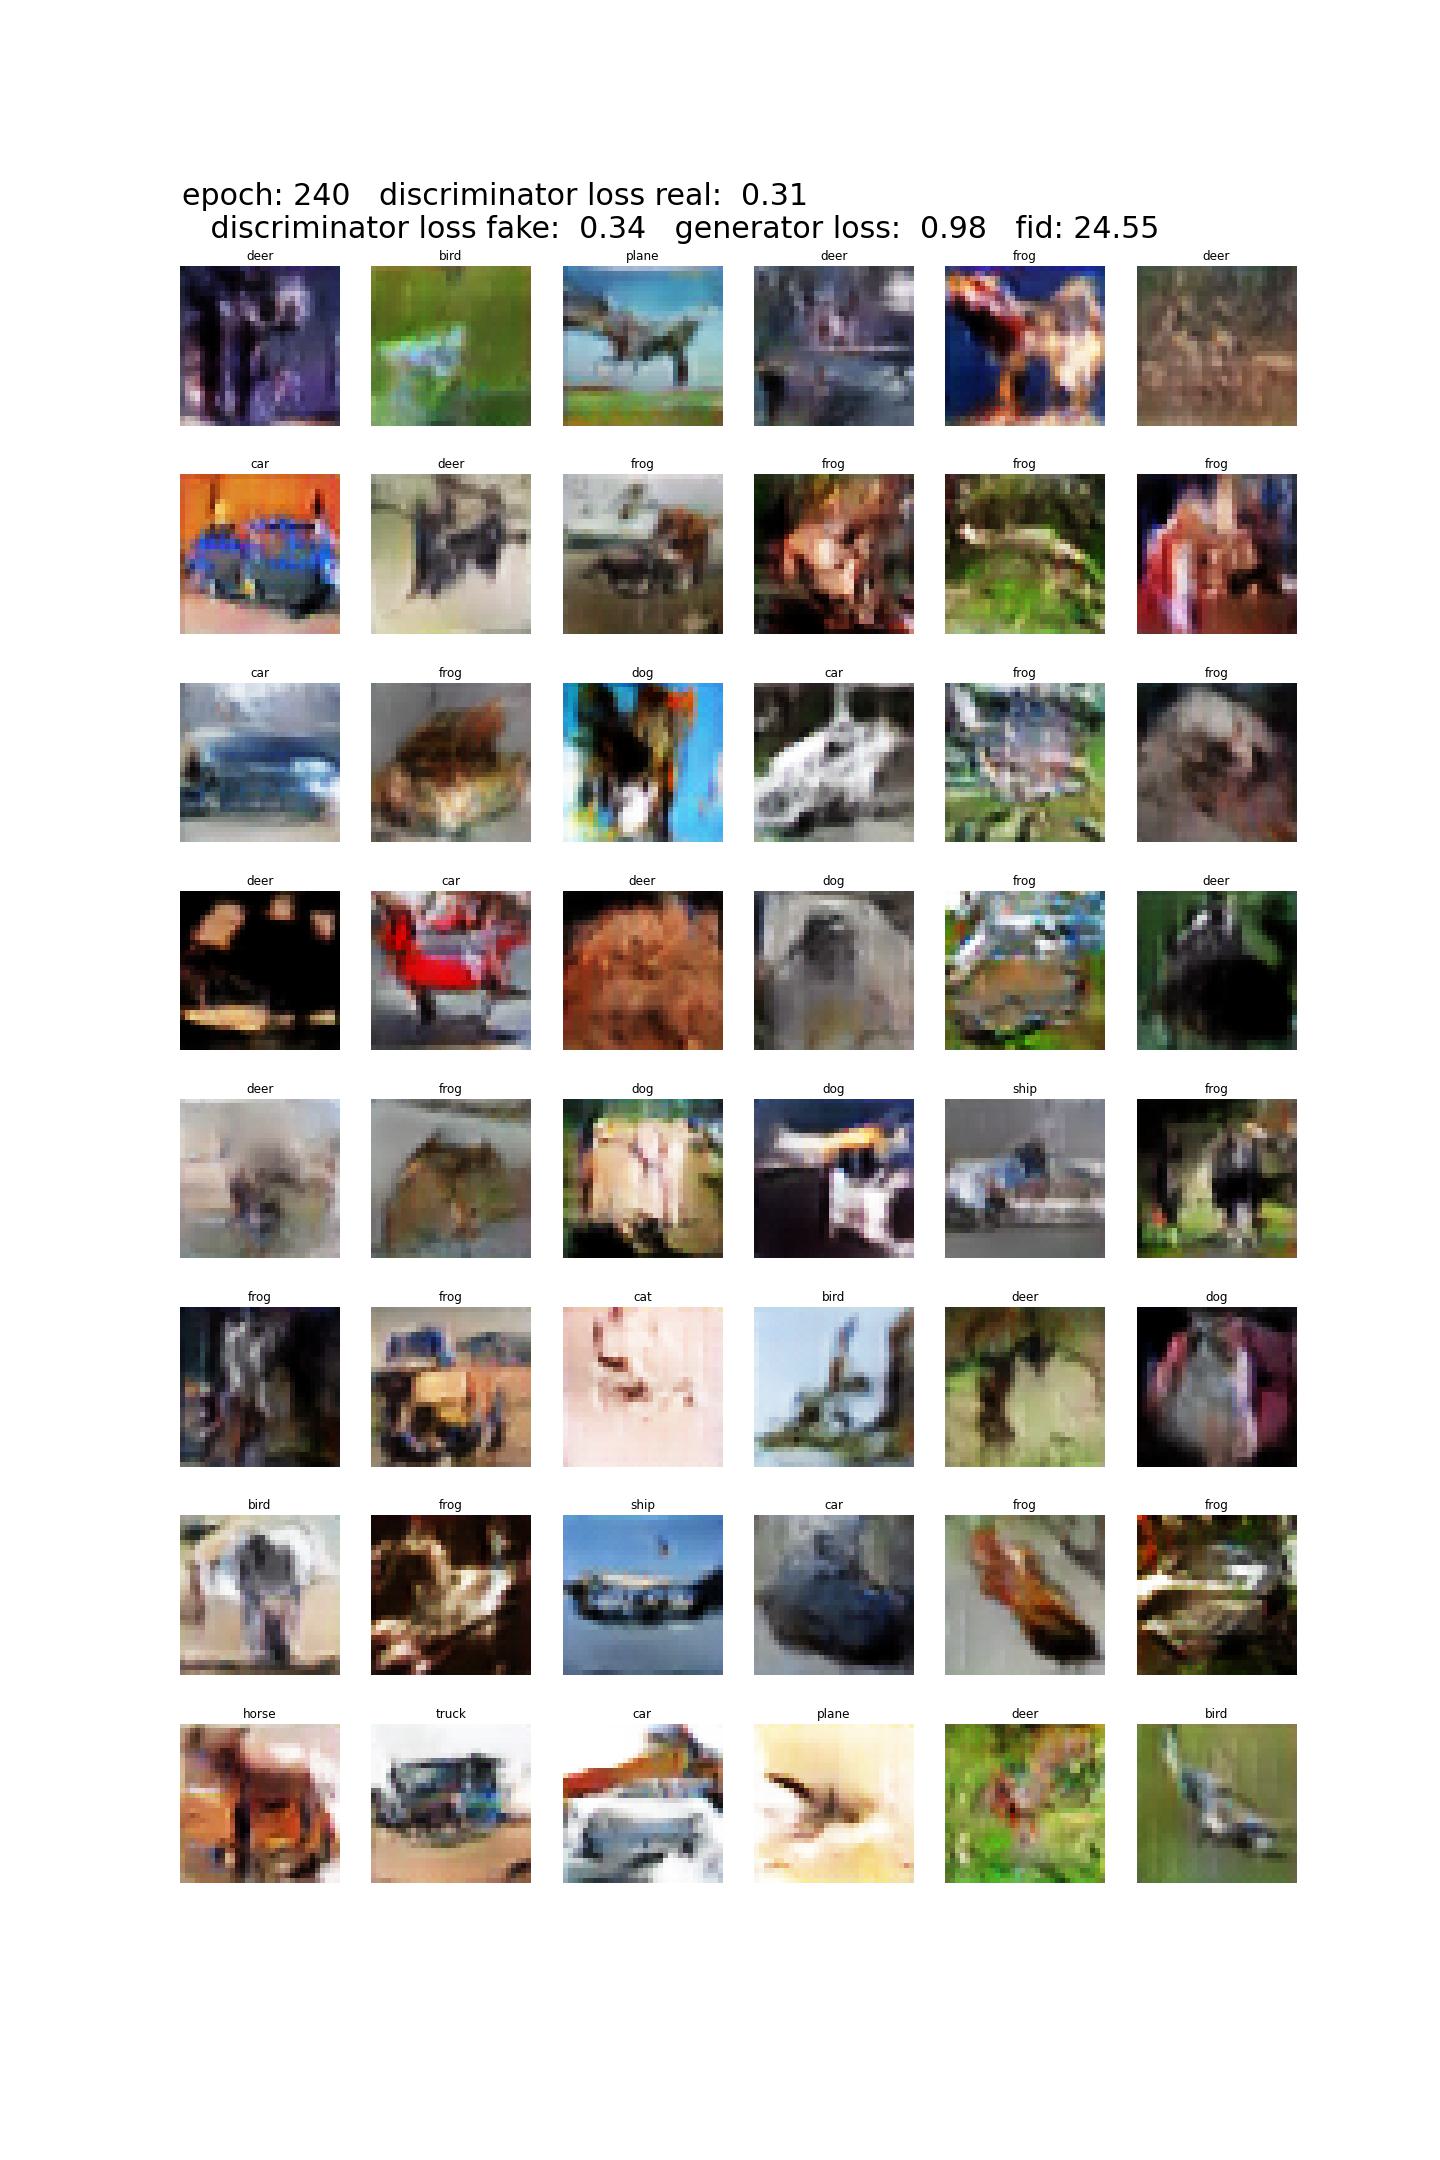 epoch: 240 discriminator loss real: 0.31
discriminator loss fake: 0.34 generator loss: 0.98 fid: 24.55
deer bird plane deer frog deer
car deer frog frog frog frog
car frog dog car frog frog
deer car deer dog frog deer
deer frog dog dog ship frog
frog frog cat bird deer dog
bird frog ship car frog frog
horse truck car plane deer bird